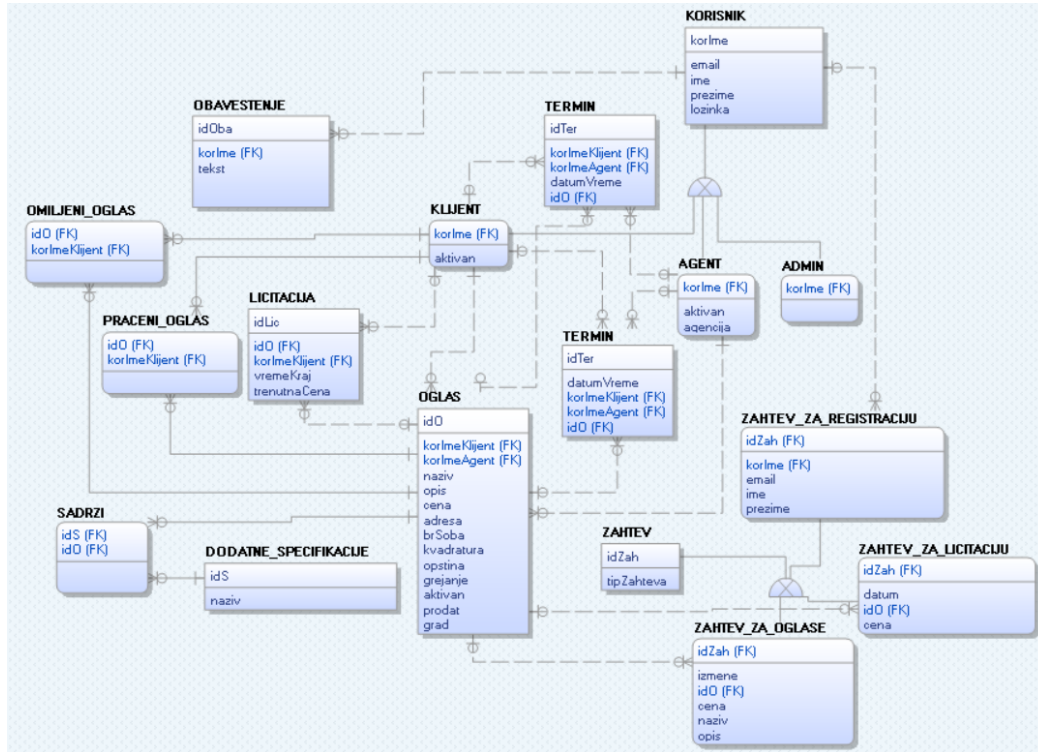 KORISNIK
korIme
email
ime
prezime
lozinka
OBAVESTENJE
idOba
korIme (FK)
tekst
TERMIN
idTer
korImeKlijent (FK)
korImeAgent (FK)
datumVreme
idO (FK)
OMILJENI_OGLAS
idO (FK)
korImeKlijent (FK)
KLIJENT
korIme (FK)
aktivan
AGENT
korIme (FK)
aktivan
agencija
ADMIN
korIme (FK)
PRACENI_OGLAS
idO (FK)
korImeKlijent (FK)
LICITACIJA
idLic
idO (FK)
korImeKlijent (FK)
vremeKraj
trenutnaCena
TERMIN
idTer
datumVreme
korImeKlijent (FK)
korImeAgent (FK)
idO (FK)
OGLAS
idO
korImeKlijent (FK)
korImeAgent (FK)
naziv
opis
cena
adresa
brSoba
kvadratura
opstina
grejanje
aktivan
prodat
grad
ZAHTEV_ZA_REGISTRACIJU
idZah (FK)
korIme (FK)
email
ime
prezime
SADRZI
idS (FK)
idO (FK)
DODATNE_SPECIFIKACIJE
idS
naziv
ZAHTEV
idZah
tipZahteva
ZAHTEV_ZA_LICITACIJU
idZah (FK)
datum
idO (FK)
cena
ZAHTEV_ZA_OGLASE
idZah (FK)
izmene
idO (FK)
cena
naziv
opis